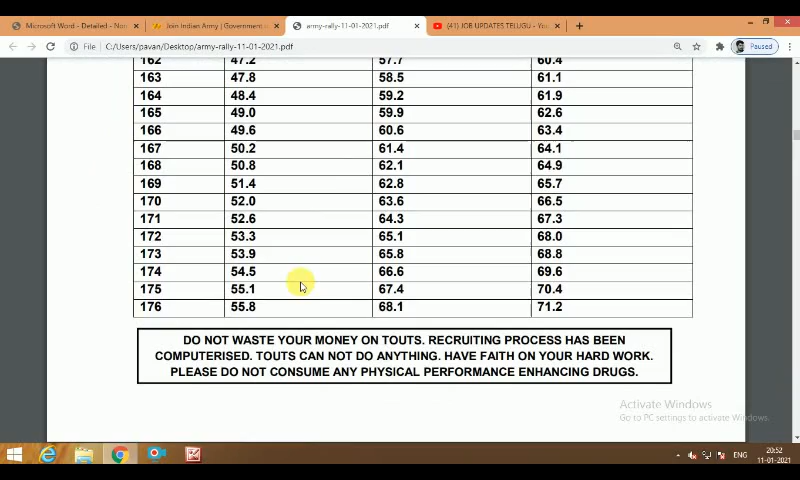 Microsoft Word - Detailed - Not
Join Indian Army | Government o
army-rally-11-01-2021.pdf
(41) JOB UPDATES TELUGU - You
File | C:/Users/pavan/Desktop/army-rally-11-01-2021.pdf
Paused
162 47.2 57.7 60.4
163 47.8 58.5 61.1
164 48.4 59.2 61.9
165 49.0 59.9 62.6
166 49.6 60.6 63.4
167 50.2 61.4 64.1
168 50.8 62.1 64.9
169 51.4 62.8 65.7
170 52.0 63.6 66.5
171 52.6 64.3 67.3
172 53.3 65.1 68.0
173 53.9 65.8 68.8
174 54.5 66.6 69.6
175 55.1 67.4 70.4
176 55.8 68.1 71.2
DO NOT WASTE YOUR MONEY ON TOUTS. RECRUITING PROCESS HAS BEEN
COMPUTERISED. TOUTS CAN NOT DO ANYTHING. HAVE FAITH ON YOUR HARD WORK.
PLEASE DO NOT CONSUME ANY PHYSICAL PERFORMANCE ENHANCING DRUGS.
Activate Windows
Go to PC settings to activate Windows.
ENG
20:52
11-01-2021